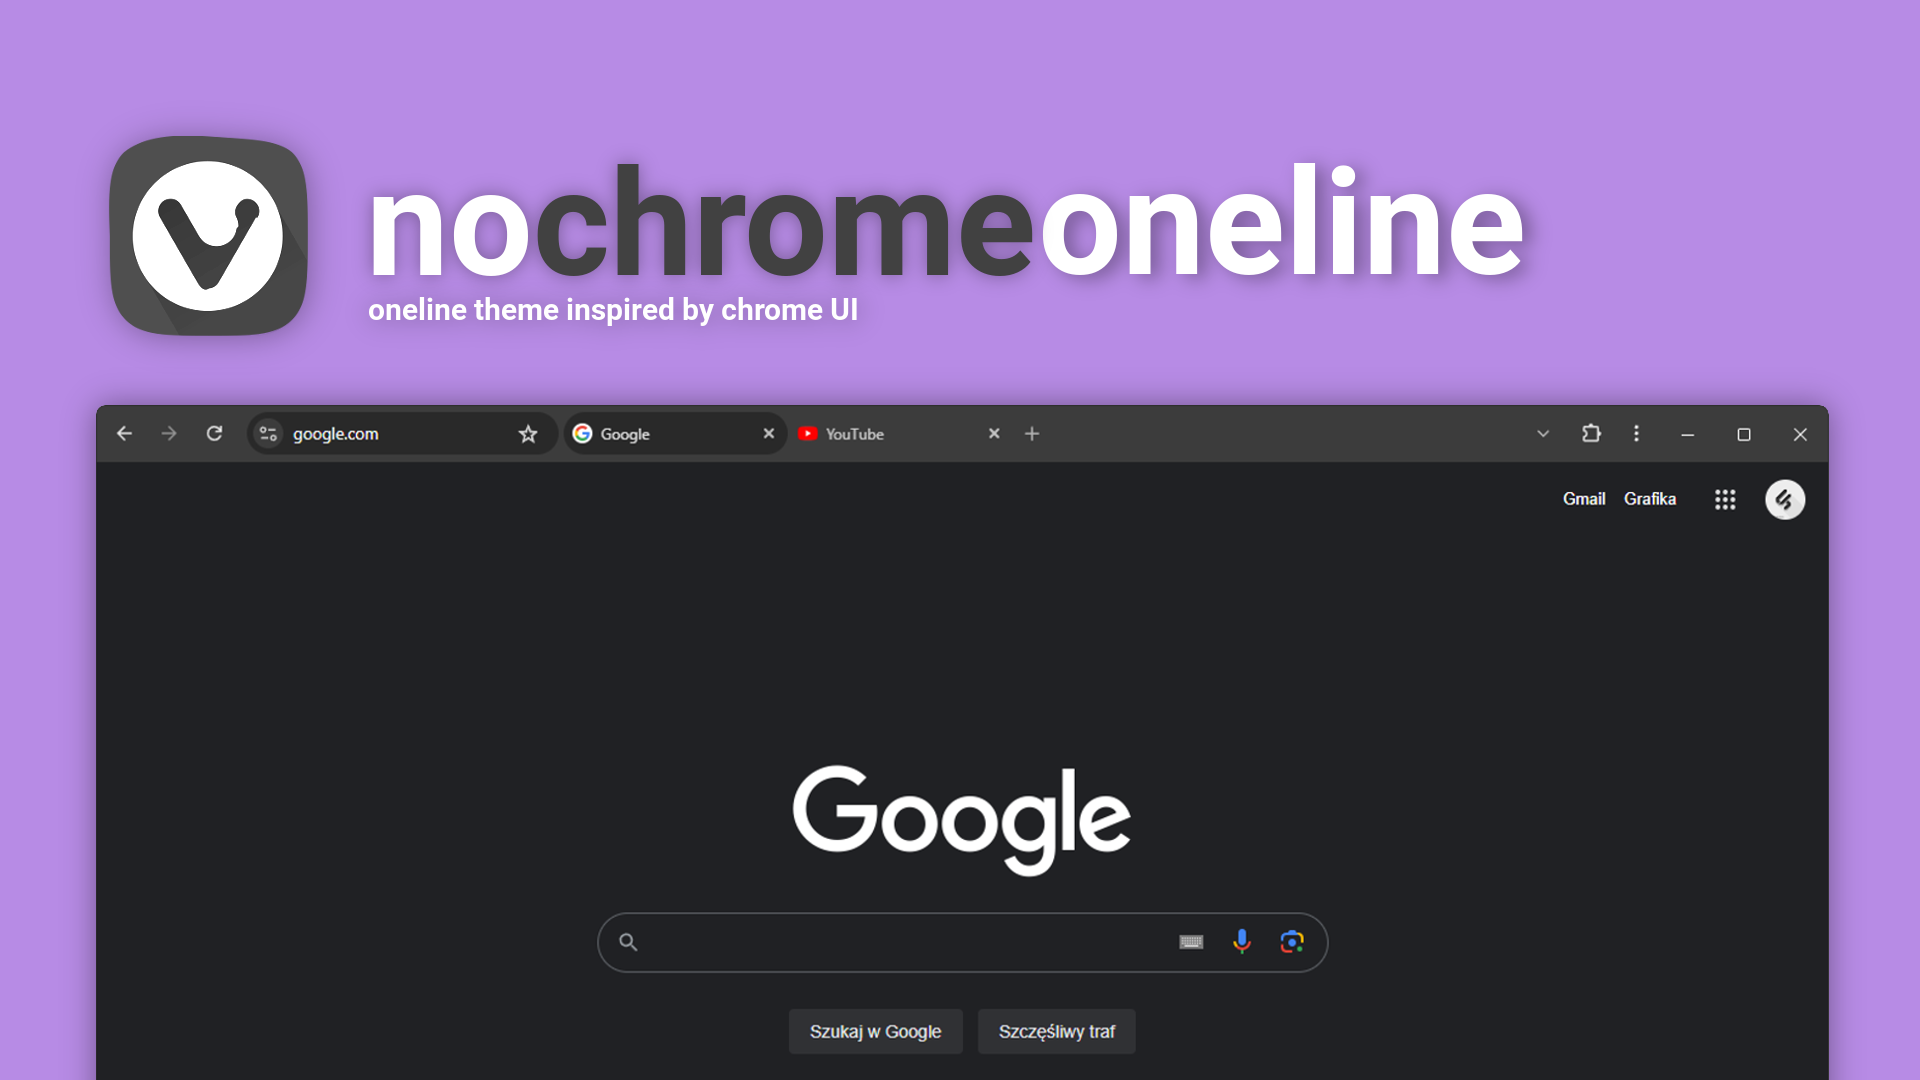 nochromeoneline
oneline theme inspired by chrome UI
google.com
Google
YouTube
Gmail
Grafika
Google
Szukaj w Google
Szczęśliwy traf